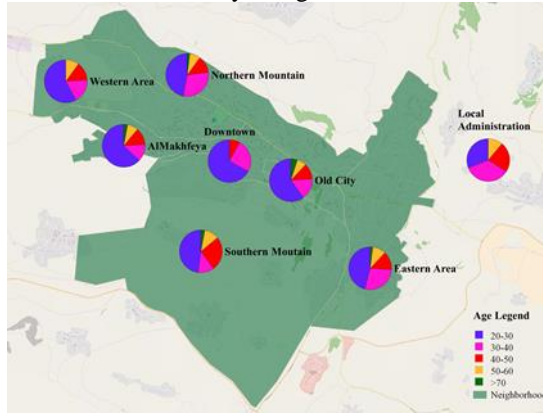 Western Area
Northern Mountain
Local
Administration
AlMakhfeya
Downtown
Old City
Southern Moutain
Eastern Area
Age Legend
20-30
30-40
40-50
50-60
>70
Neighborhood